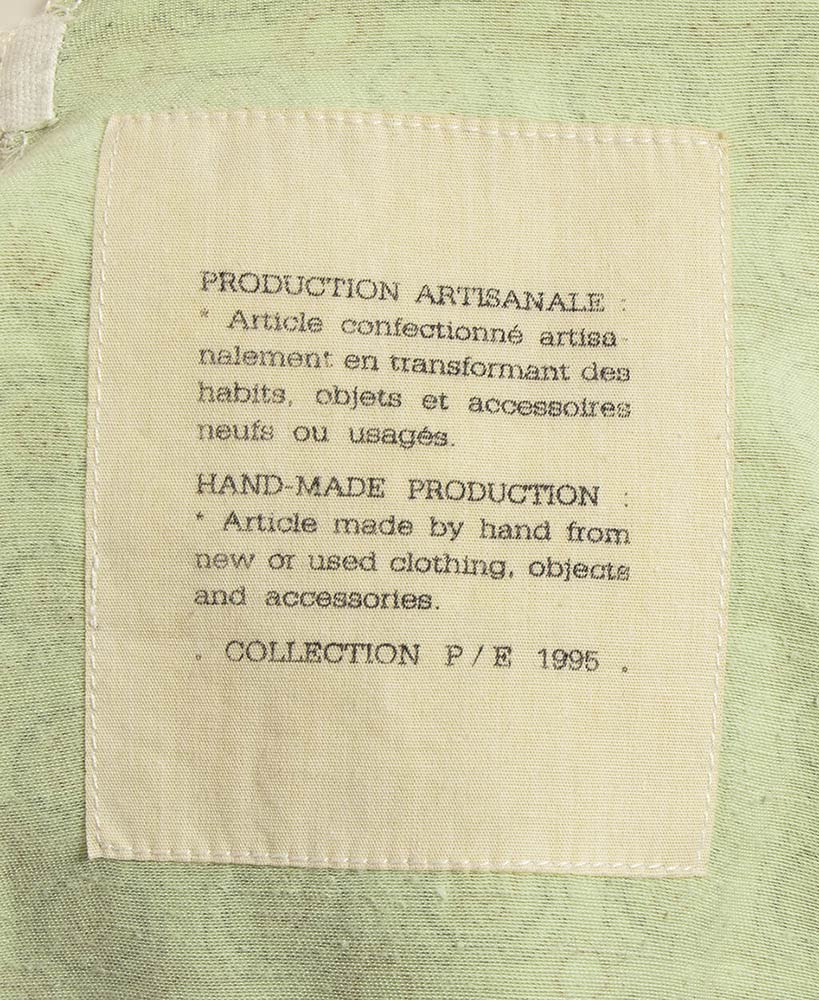 PRODUCTION ARTISANALE :
* Article confectionné artisa-
nalement en transformant des
habits, objets et accessoires
neufs ou usagés.
HAND-MADE PRODUCTION :
* Article made by hand from
new or used clothing, objects
and accessories.
. COLLECTION P / E 1995 .